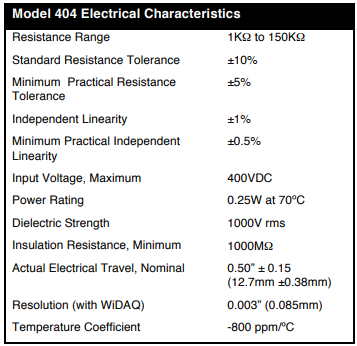 Model 404 Electrical Characteristics
Resistance Range 1KΩ to 150KΩ
Standard Resistance Tolerance ±10%
Minimum Practical Resistance ±5%
Tolerance
Independent Linearity ±1%
Minimum Practical Independent ±0.5%
Linearity
Input Voltage, Maximum 400VDC
Power Rating 0.25W at 70ºC
Dielectric Strength 1000V rms
Insulation Resistance, Minimum 1000MΩ
Actual Electrical Travel, Nominal 0.50" ± 0.15
(12.7mm ±0.38mm)
Resolution (with WiDAQ) 0.003" (0.085mm)
Temperature Coefficient -800 ppm/ºC